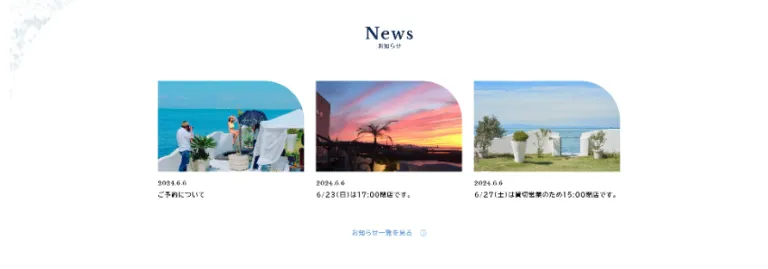 News
お知らせ
2024.6.6
ご予約について
2024.6.6
6/23(日)は17:00閉店です。
2024.6.6
6/27(土)は貸切営業のため15:00閉店です。
お知らせ一覧を見る